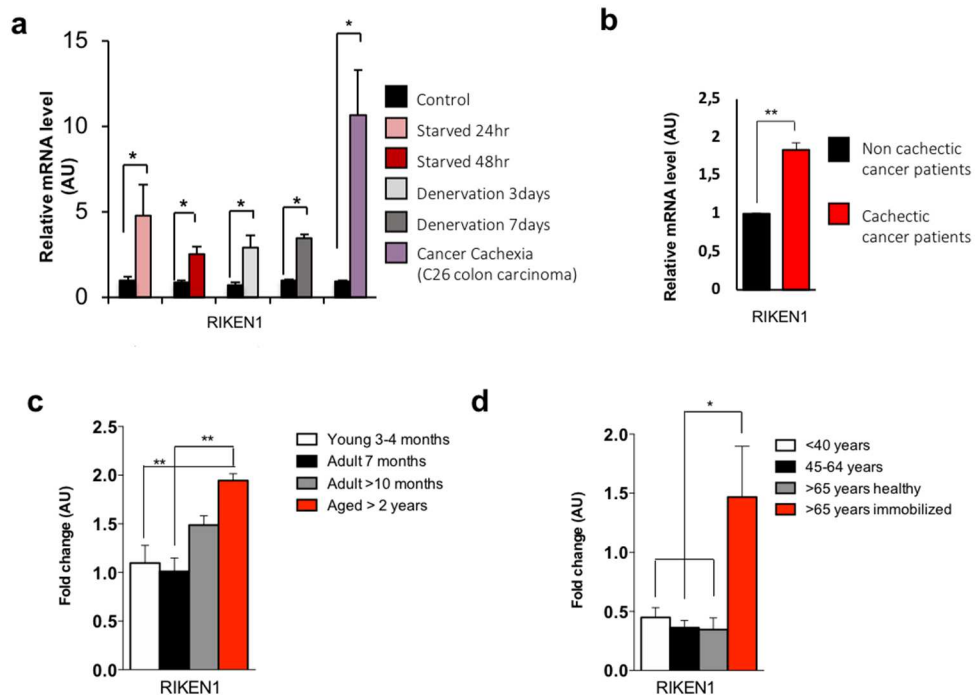 a
15
10
5
0
Relative mRNA level
(AU)
*
*
*
*
*
RIKEN1
Control
Starved 24hr
Starved 48hr
Denervation 3days
Denervation 7days
Cancer Cachexia
(C26 colon carcinoma)
b
2,5
2
1,5
1
0,5
0
Relative mRNA level (AU)
**
RIKEN1
Non cachectic
cancer patients
Cachectic
cancer patients
c
2.5
2.0
1.5
1.0
0.5
0.0
Fold change (AU)
**
**
RIKEN1
Young 3-4 months
Adult 7 months
Adult >10 months
Aged > 2 years
d
2.0
1.5
1.0
0.5
0.0
Fold change (AU)
*
RIKEN1
<40 years
45-64 years
>65 years healthy
>65 years immobilized